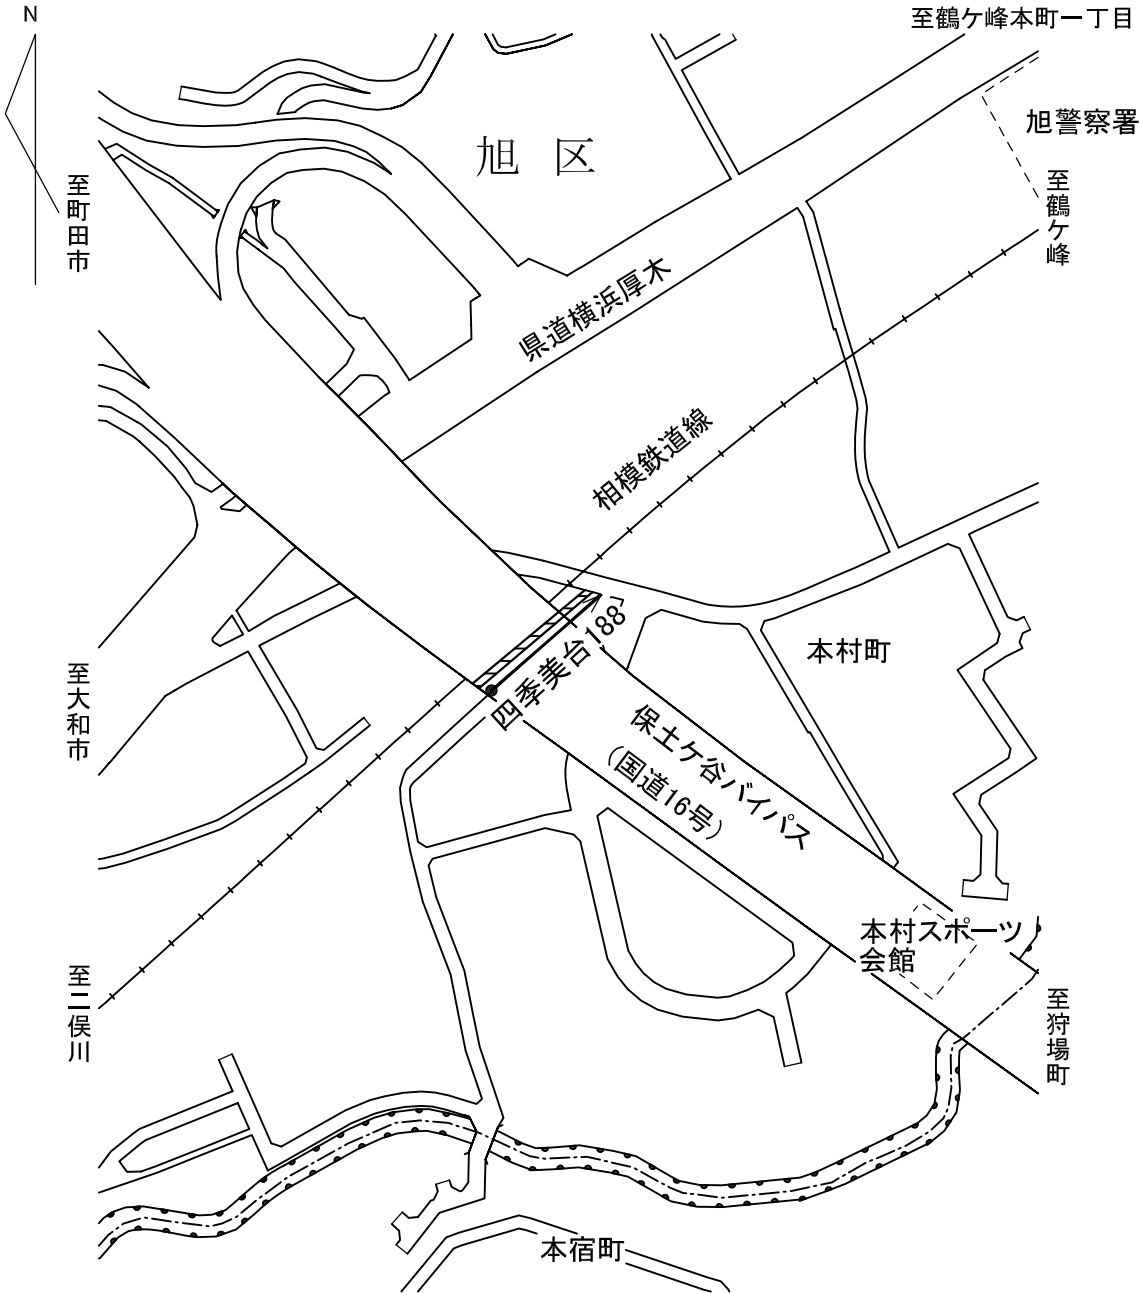 N
至鶴ケ峰本町一丁目
旭警察署
旭区
至町田市
至鶴ケ峰
県道横浜厚木
相模鉄道線
四季美台188
本村町
至大和市
保土ケ谷バイパス
(国道16号)
本村スポーツ
会館
至二俣川
至狩場町
本宿町